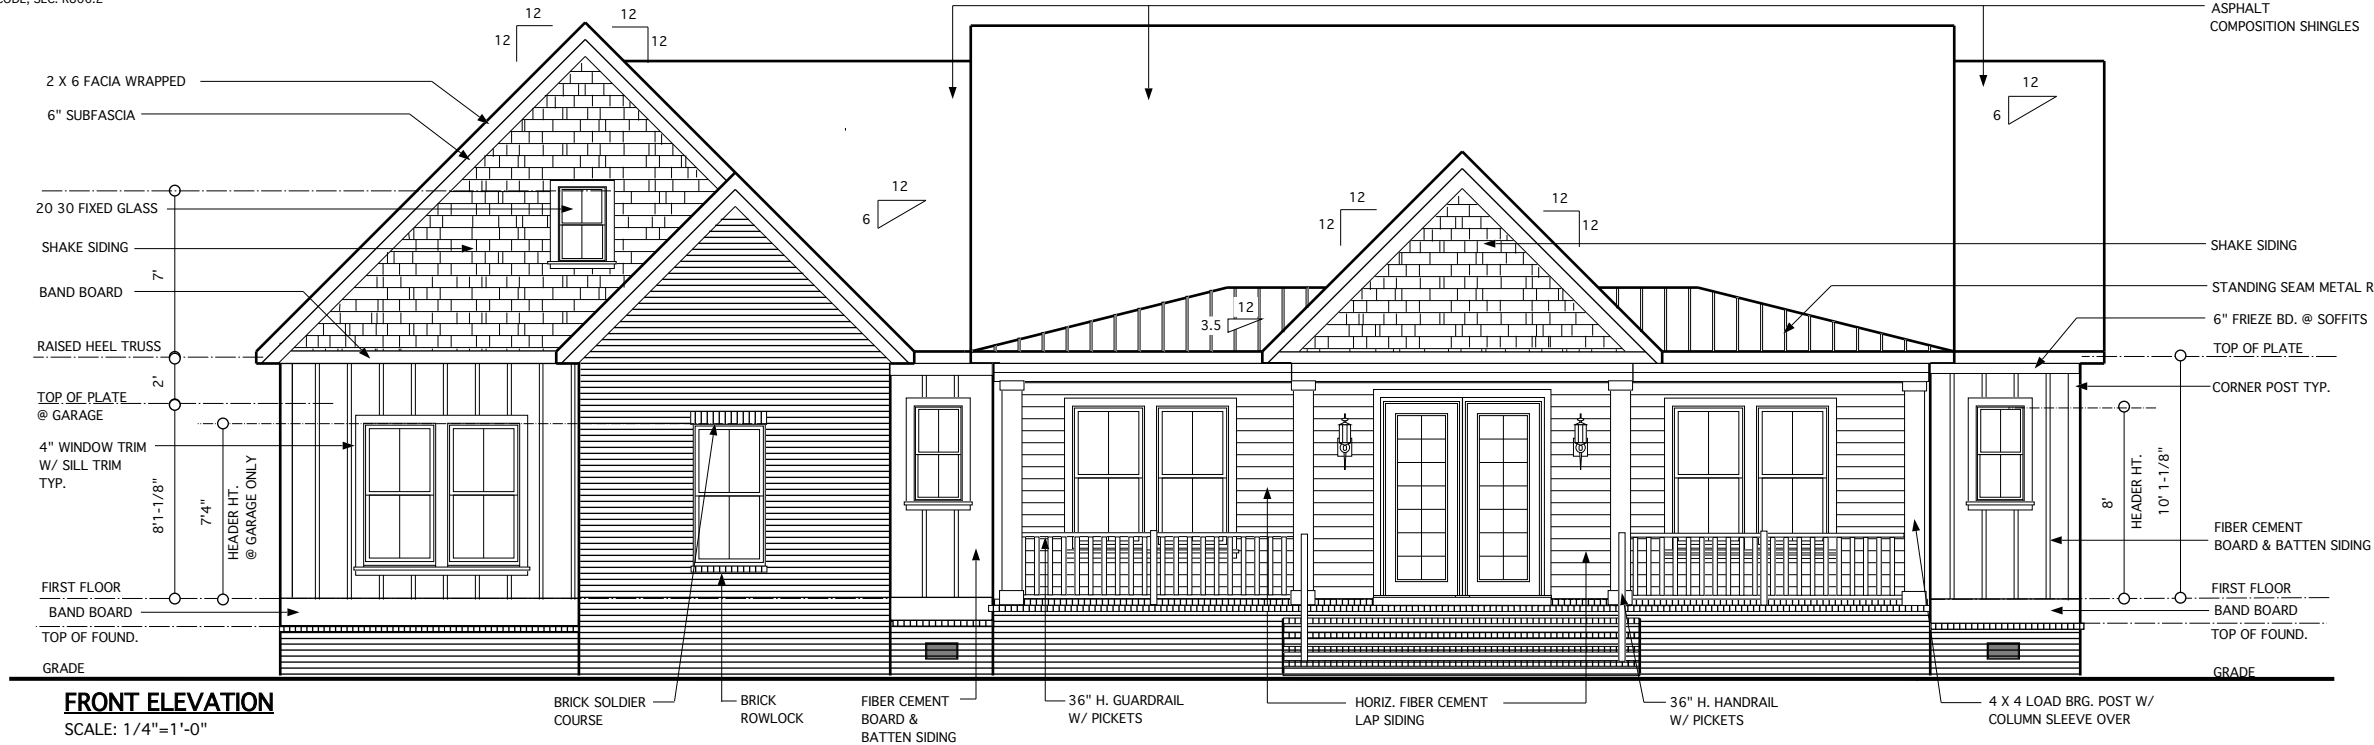 CODE, SEC. R806.2
ASPHALT
COMPOSITION SHINGLES
12
12
12
12
2 X 6 FACIA WRAPPED
6" SUBFASCIA
12
6
12
6
20 30 FIXED GLASS
SHAKE SIDING
7'
BAND BOARD
RAISED HEEL TRUSS
2'
TOP OF PLATE
@ GARAGE
4" WINDOW TRIM
W/ SILL TRIM
TYP.
8'1-1/8"
7'4"
HEADER HT.
@ GARAGE ONLY
FIRST FLOOR
BAND BOARD
TOP OF FOUND.
GRADE
12
12
12
12
12
3.5
SHAKE SIDING
STANDING SEAM METAL R
6" FRIEZE BD. @ SOFFITS
TOP OF PLATE
CORNER POST TYP.
8'
HEADER HT.
10' 1-1/8"
FIBER CEMENT
BOARD & BATTEN SIDING
FIRST FLOOR
BAND BOARD
TOP OF FOUND.
GRADE
FRONT ELEVATION
SCALE: 1/4"=1'-0"
BRICK SOLDIER
COURSE
BRICK
ROWLOCK
FIBER CEMENT
BOARD &
BATTEN SIDING
36" H. GUARDRAIL
W/ PICKETS
HORIZ. FIBER CEMENT
LAP SIDING
36" H. HANDRAIL
W/ PICKETS
4 X 4 LOAD BRG. POST W/
COLUMN SLEEVE OVER